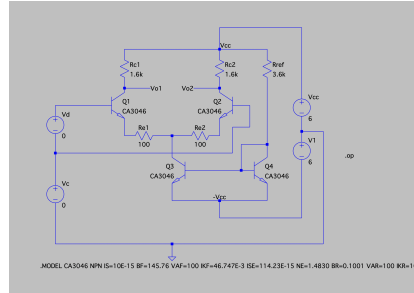 Vcc
Rc1
1.6k
Rc2
1.6k
Rref
3.6k
Vo1
Vo2
Q1
CA3046
Q2
CA3046
Vcc
6
Vd
0
Re1
100
Re2
100
V1
6
.op
Q3
CA3046
Q4
CA3046
Vc
0
-Vcc
.MODEL CA3046 NPN IS=10E-15 BF=145.76 VAF=100 IKF=46.747E-3 ISE=114.23E-15 NE=1.4830 BR=0.1001 VAR=100 IKR=1